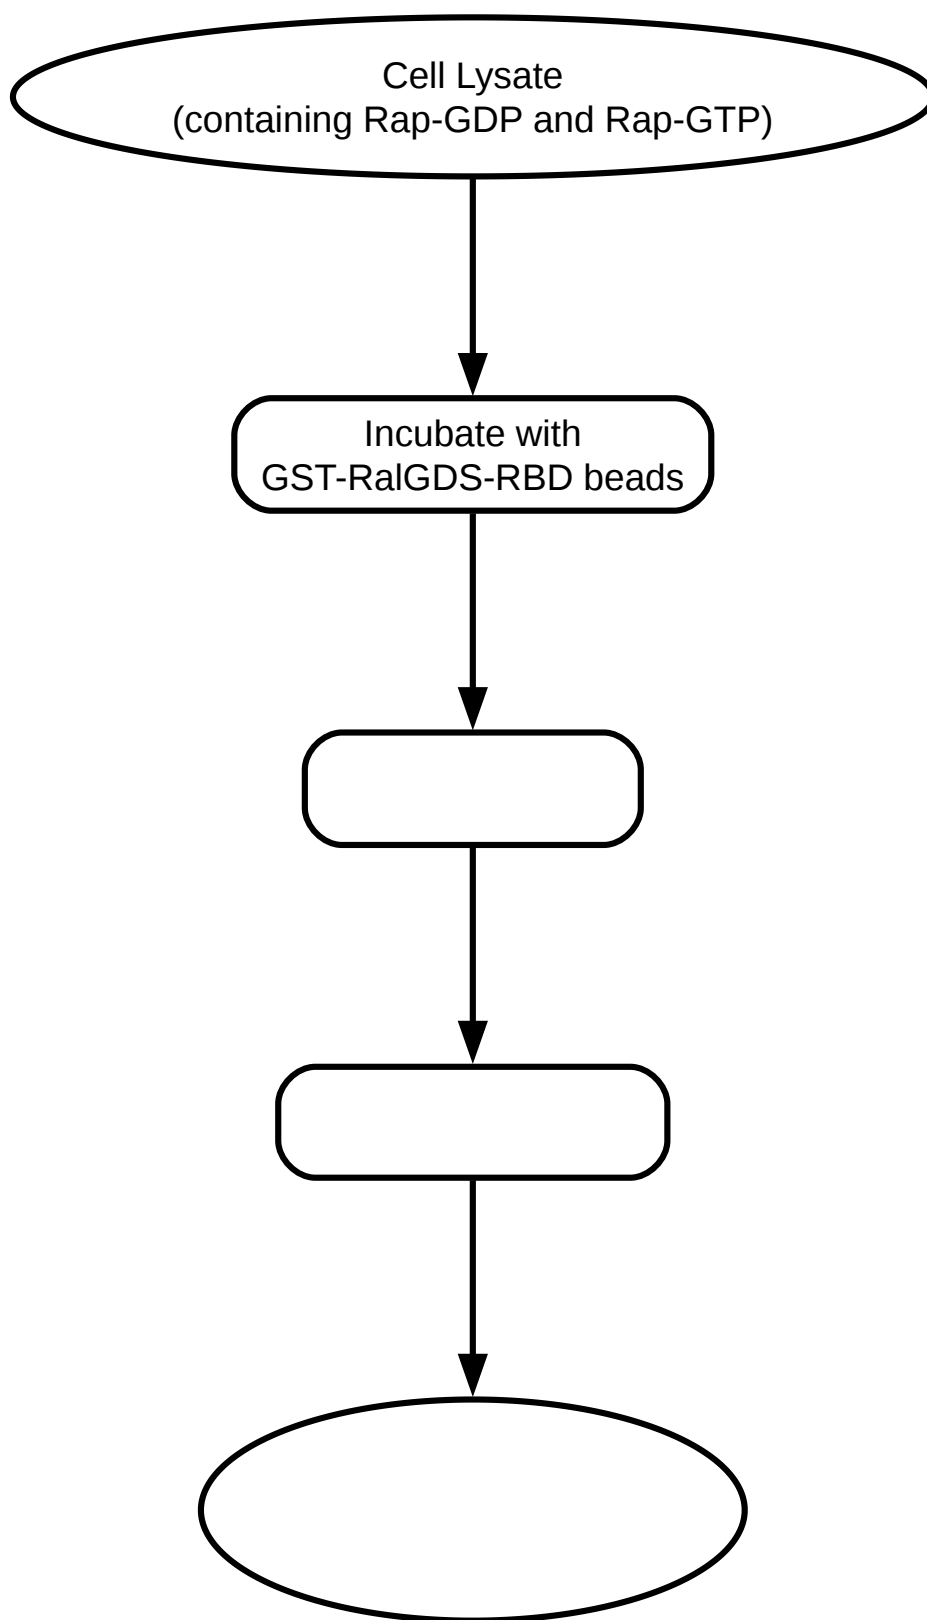 Cell Lysate
(containing Rap-GDP and Rap-GTP)
Incubate with
GST-RalGDS-RBD beads